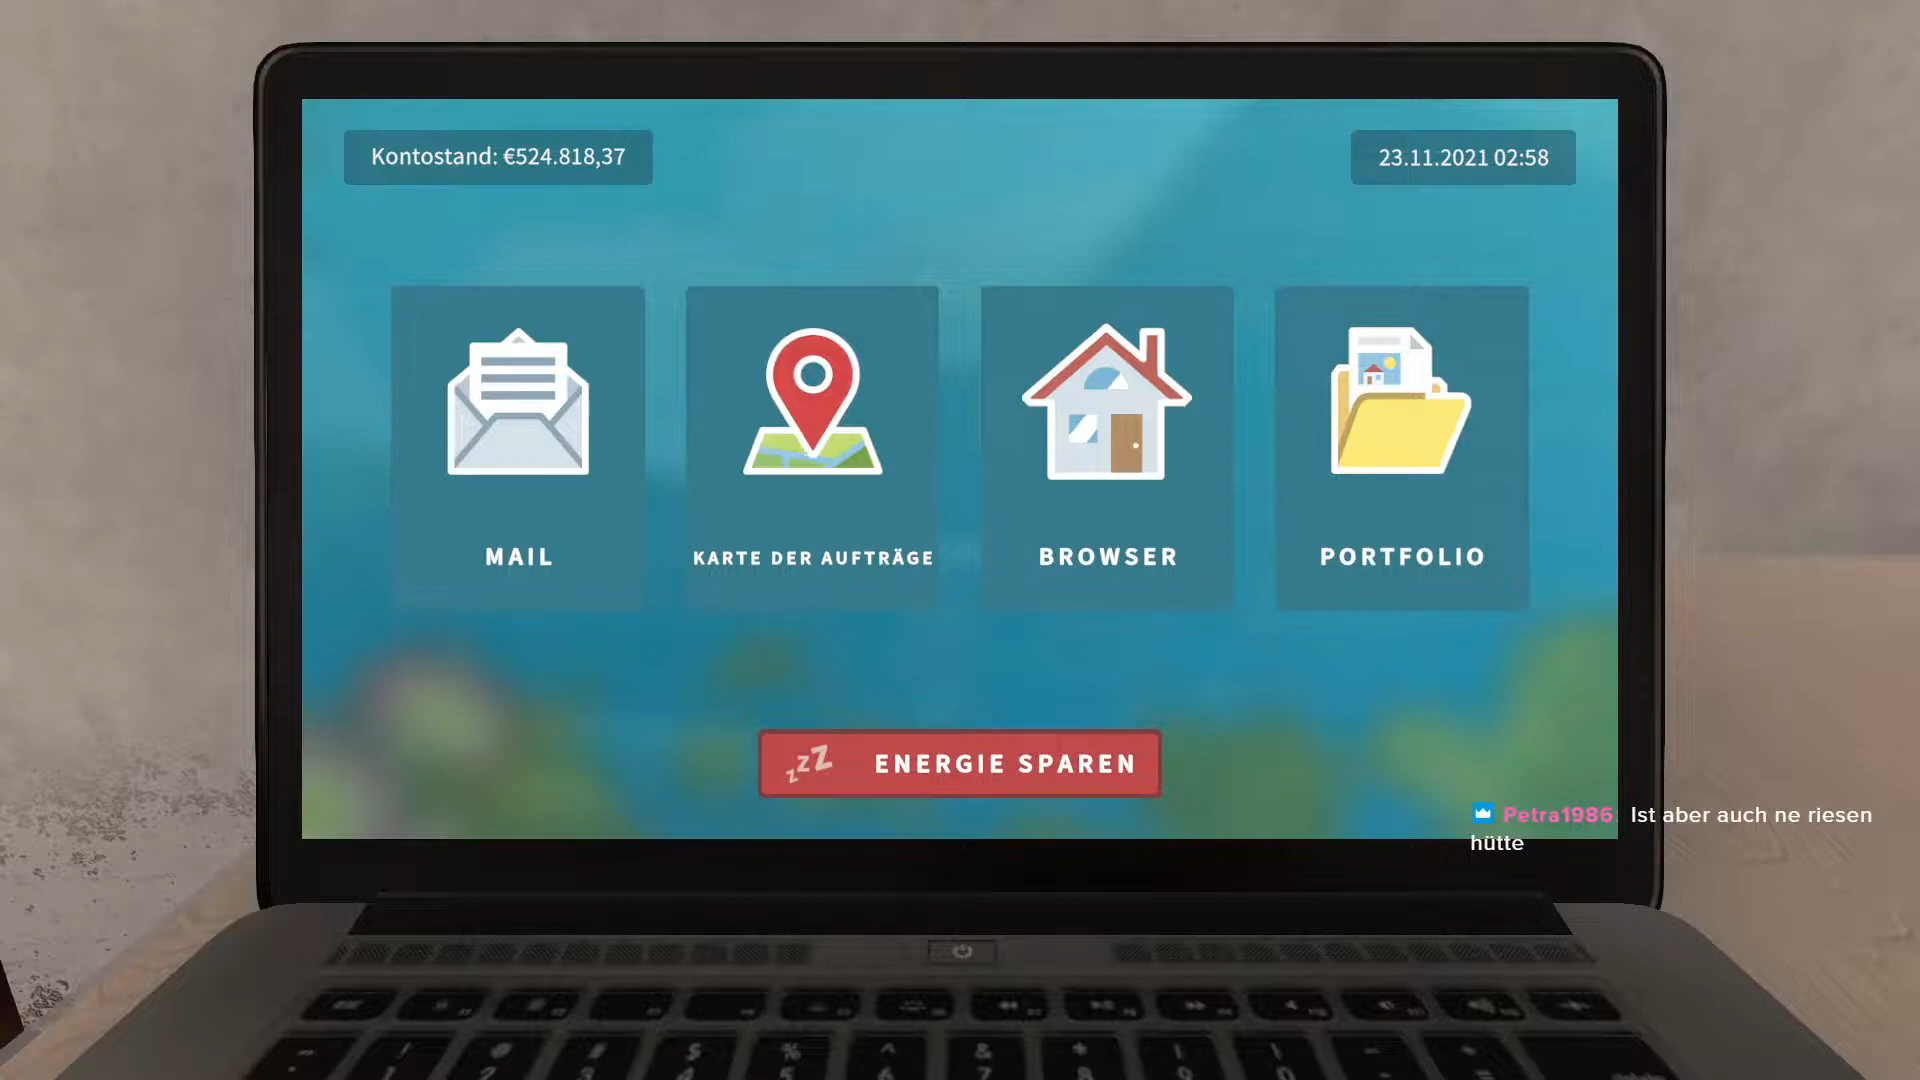 Kontostand: €524.818,37
23.11.2021 02:58
MAIL
KARTE DER AUFTRÄGE
BROWSER
PORTFOLIO
zzZ ENERGIE SPAREN
Petra1986 Ist aber auch ne riesen
hütte